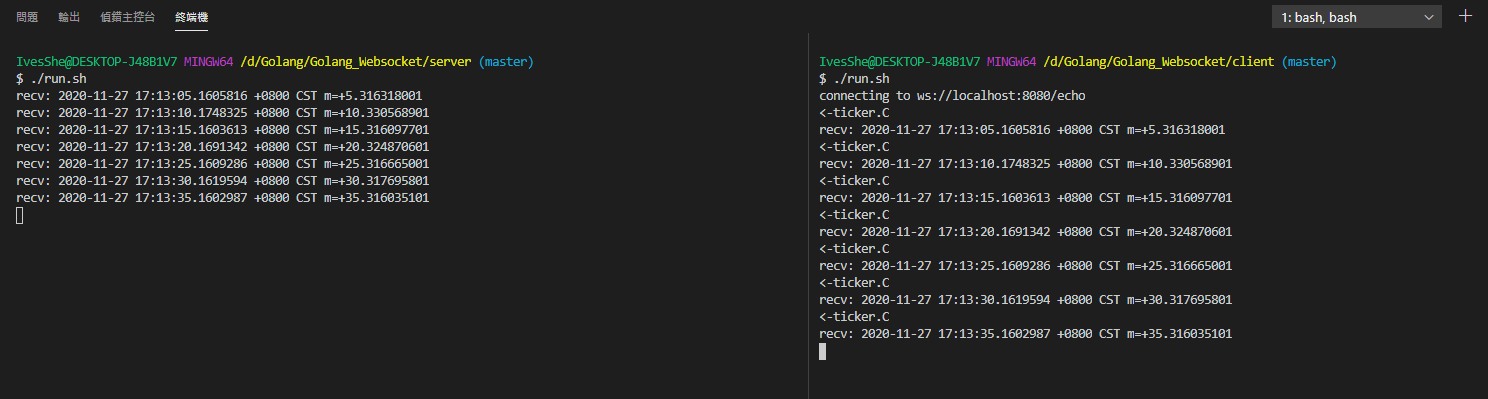 問題 輸出 偵錯主控台 終端機
1: bash, bash
IvesShe@DESKTOP-J48B1V7 MINGW64 /d/Golang/Golang_Websocket/server (master)
$ ./run.sh
recv: 2020-11-27 17:13:05.1605816 +0800 CST m=+5.316318001
recv: 2020-11-27 17:13:10.1748325 +0800 CST m=+10.330568901
recv: 2020-11-27 17:13:15.1603613 +0800 CST m=+15.316097701
recv: 2020-11-27 17:13:20.1691342 +0800 CST m=+20.324870601
recv: 2020-11-27 17:13:25.1609286 +0800 CST m=+25.316665001
recv: 2020-11-27 17:13:30.1619594 +0800 CST m=+30.317695801
recv: 2020-11-27 17:13:35.1602987 +0800 CST m=+35.316035101
IvesShe@DESKTOP-J48B1V7 MINGW64 /d/Golang/Golang_Websocket/client (master)
$ ./run.sh
connecting to ws://localhost:8080/echo
<-ticker.C
recv: 2020-11-27 17:13:05.1605816 +0800 CST m=+5.316318001
<-ticker.C
recv: 2020-11-27 17:13:10.1748325 +0800 CST m=+10.330568901
<-ticker.C
recv: 2020-11-27 17:13:15.1603613 +0800 CST m=+15.316097701
<-ticker.C
recv: 2020-11-27 17:13:20.1691342 +0800 CST m=+20.324870601
<-ticker.C
recv: 2020-11-27 17:13:25.1609286 +0800 CST m=+25.316665001
<-ticker.C
recv: 2020-11-27 17:13:30.1619594 +0800 CST m=+30.317695801
<-ticker.C
recv: 2020-11-27 17:13:35.1602987 +0800 CST m=+35.316035101